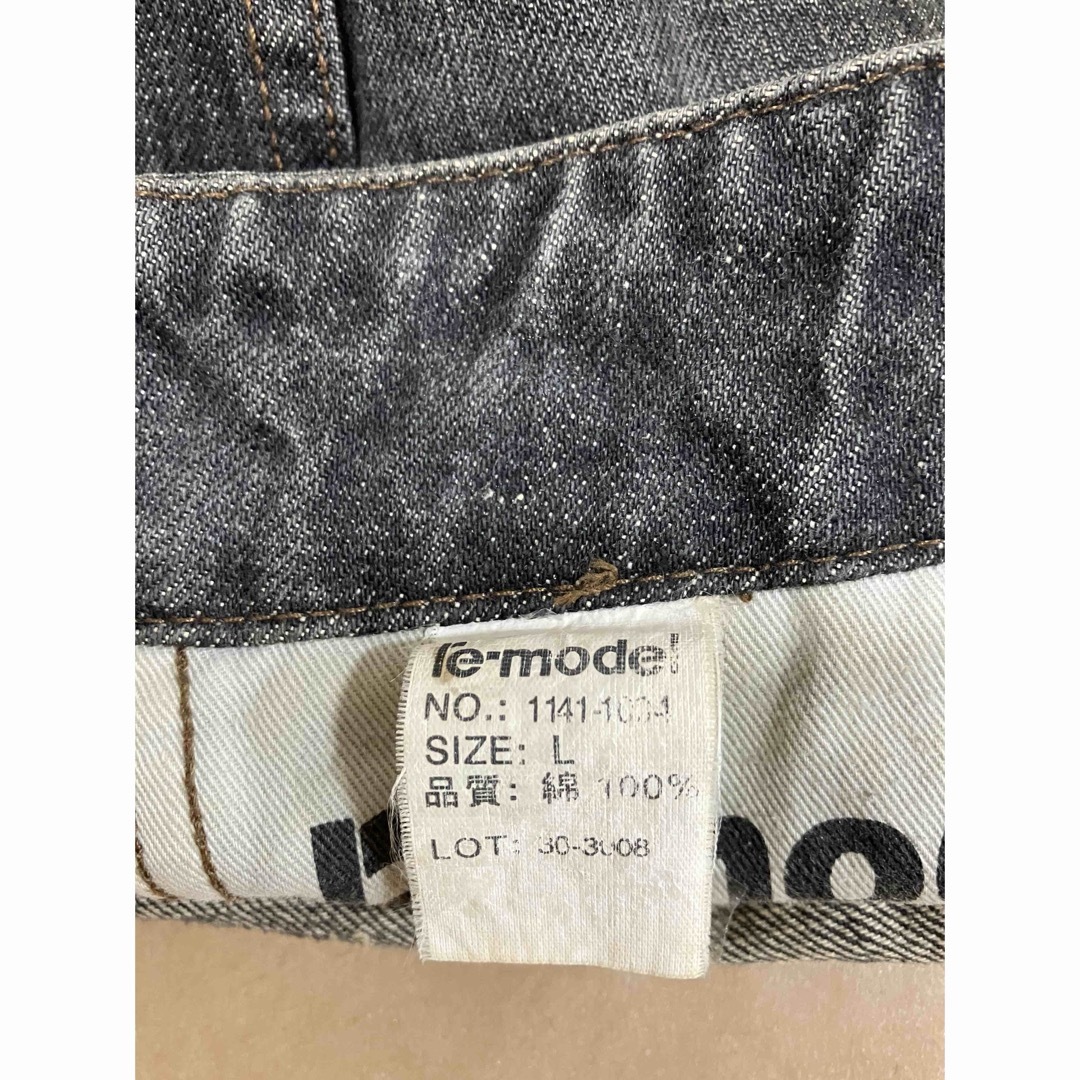 re-model
NO.: 1141-1004
SIZE: L
品質: 綿 100%
LOT: 30-3008